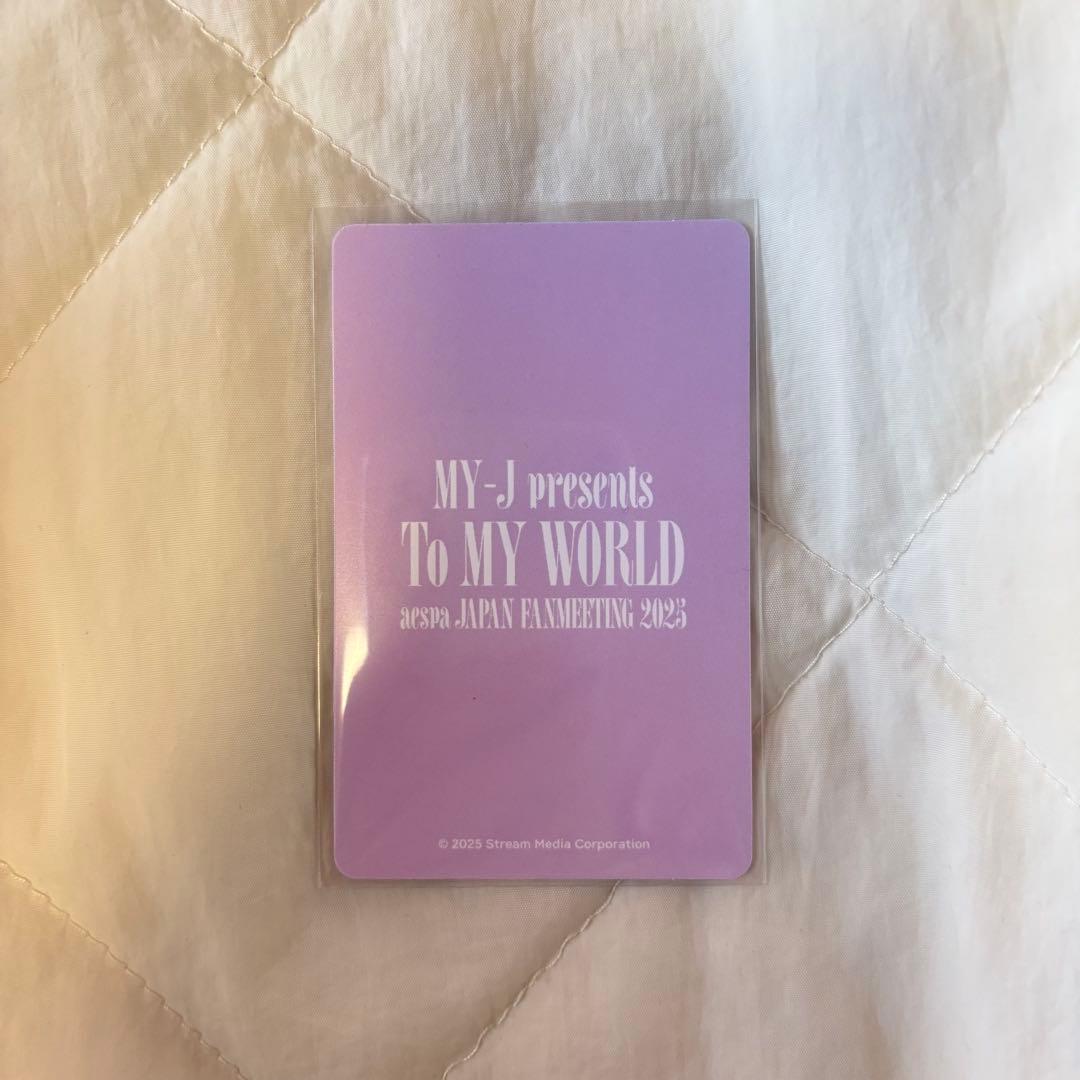 MY-J presents
To MY WORLD
aespa JAPAN FANMEETING 2025
© 2025 Stream Media Corporation